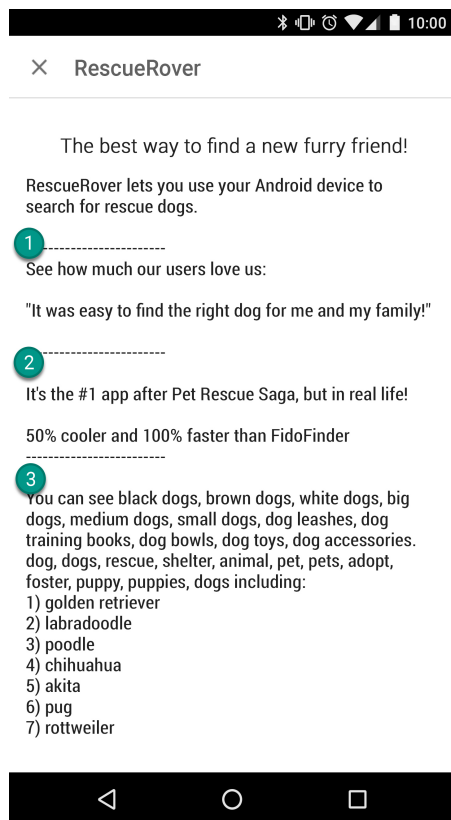 10:00
RescueRover
The best way to find a new furry friend!
RescueRover lets you use your Android device to
search for rescue dogs.
1 ----------------------
See how much our users love us:
"It was easy to find the right dog for me and my family!"
----------------------
2
It's the #1 app after Pet Rescue Saga, but in real life!
50% cooler and 100% faster than FidoFinder
-------------------------
3
You can see black dogs, brown dogs, white dogs, big
dogs, medium dogs, small dogs, dog leashes, dog
training books, dog bowls, dog toys, dog accessories.
dog, dogs, rescue, shelter, animal, pet, pets, adopt,
foster, puppy, puppies, dogs including:
1) golden retriever
2) labradoodle
3) poodle
4) chihuahua
5) akita
6) pug
7) rottweiler